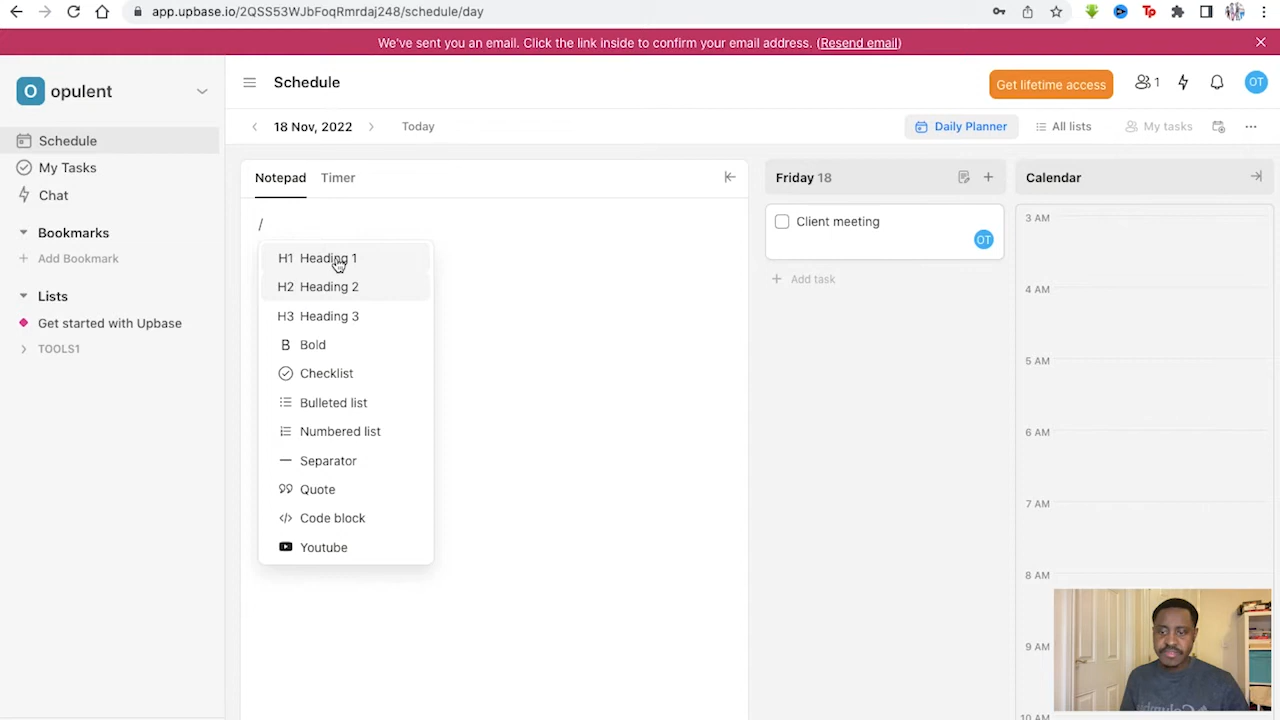 app.upbase.io/2QSS53WJbFoqRmrdaj248/schedule/day
Tp
We've sent you an email. Click the link inside to confirm your email address. (Resend email)
O opulent
Schedule
My Tasks
Chat
Bookmarks
+ Add Bookmark
Lists
Get started with Upbase
TOOLS1
Schedule
Get lifetime access
1
OT
18 Nov, 2022
Today
Daily Planner
All lists
My tasks
Notepad
Timer
/
H1 Heading 1
H2 Heading 2
H3 Heading 3
B Bold
Checklist
Bulleted list
Numbered list
Separator
Quote
</> Code block
Youtube
Friday 18
Client meeting
OT
+ Add task
Calendar
3 AM
4 AM
5 AM
6 AM
7 AM
8 AM
9 AM
10 AM
Columbia